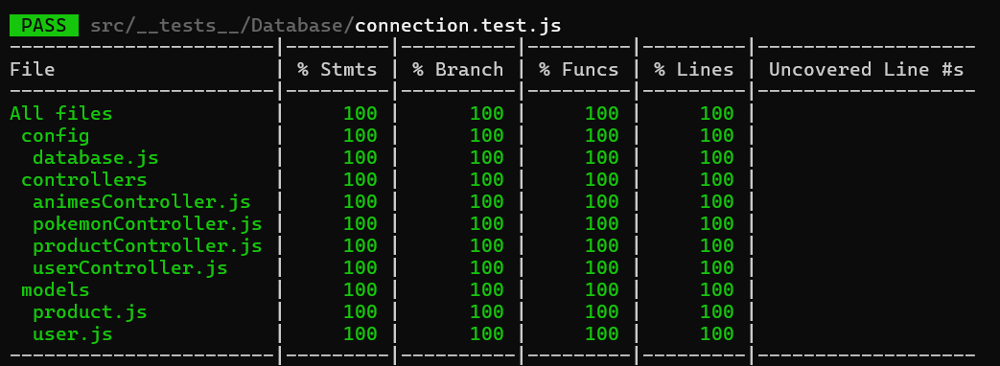 PASS src/__tests__/Database/connection.test.js
-----------------------|---------|----------|---------|---------|-------------------
File                   | % Stmts | % Branch | % Funcs | % Lines | Uncovered Line #s
-----------------------|---------|----------|---------|---------|-------------------
All files              |     100 |      100 |     100 |     100 |
 config                |     100 |      100 |     100 |     100 |
  database.js          |     100 |      100 |     100 |     100 |
 controllers           |     100 |      100 |     100 |     100 |
  animesController.js  |     100 |      100 |     100 |     100 |
  pokemonController.js |     100 |      100 |     100 |     100 |
  productController.js |     100 |      100 |     100 |     100 |
  userController.js    |     100 |      100 |     100 |     100 |
 models                |     100 |      100 |     100 |     100 |
  product.js           |     100 |      100 |     100 |     100 |
  user.js              |     100 |      100 |     100 |     100 |
-----------------------|---------|----------|---------|---------|-------------------